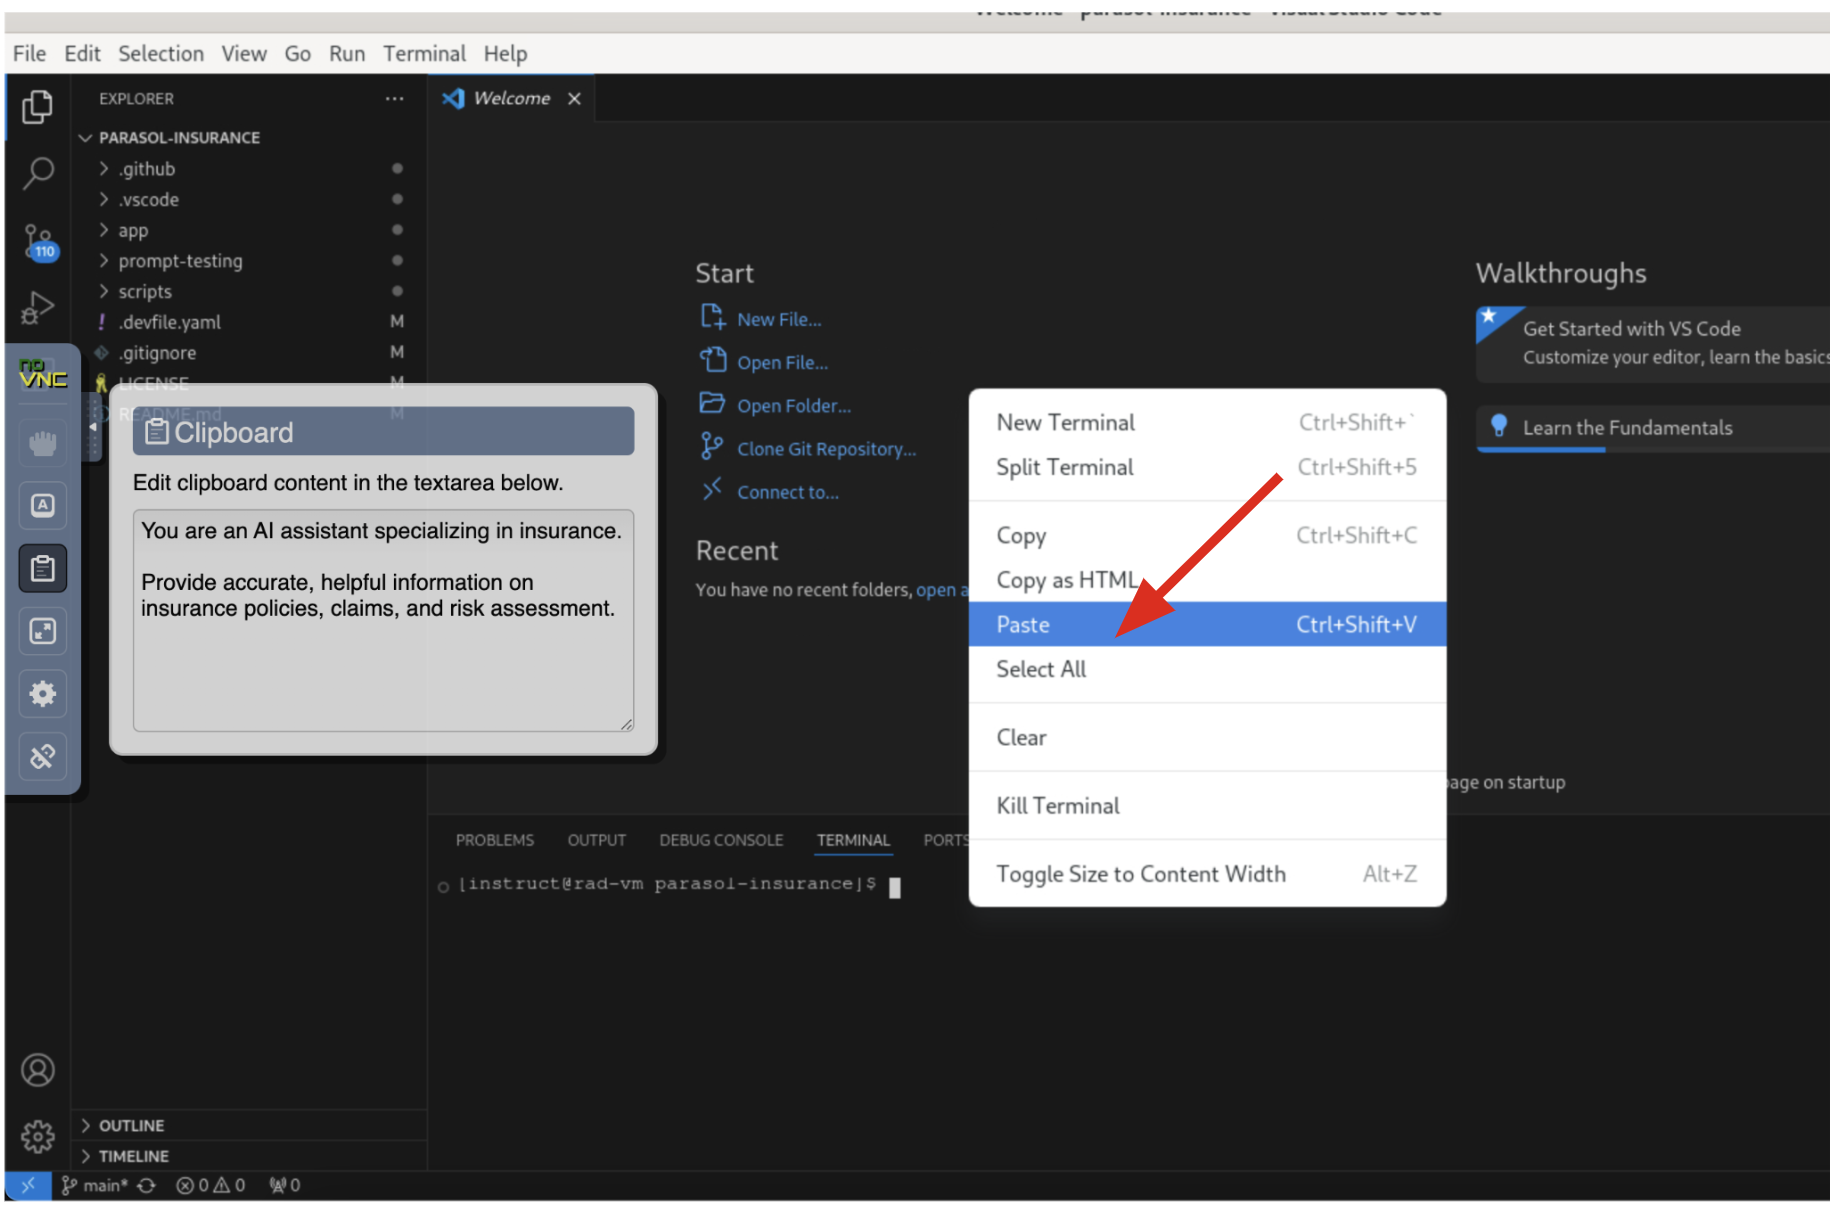 Welcome - parasol-insurance - Visual Studio Code
File Edit Selection View Go Run Terminal Help
EXPLORER
PARASOL-INSURANCE
.github
.vscode
app
prompt-testing
scripts
! .devfile.yaml M
.gitignore M
LICENSE M
README.md M
110
no
VNC
A
Clipboard
Edit clipboard content in the textarea below.
You are an AI assistant specializing in insurance.
Provide accurate, helpful information on
insurance policies, claims, and risk assessment.
Welcome
Start
New File...
Open File...
Open Folder...
Clone Git Repository...
Connect to...
Recent
You have no recent folders, open a
Walkthroughs
Get Started with VS Code
Customize your editor, learn the basics
Learn the Fundamentals
page on startup
New Terminal Ctrl+Shift+`
Split Terminal Ctrl+Shift+5
Copy Ctrl+Shift+C
Copy as HTML
Paste Ctrl+Shift+V
Select All
Clear
Kill Terminal
Toggle Size to Content Width Alt+Z
PROBLEMS OUTPUT DEBUG CONSOLE TERMINAL PORTS
[instruct@rad-vm parasol-insurance]$
OUTLINE
TIMELINE
main* 0 0 0